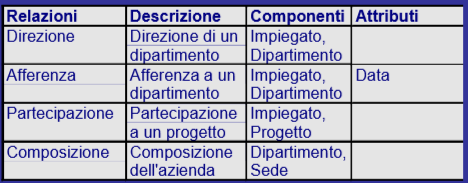 Relazioni Descrizione Componenti Attributi
Direzione Direzione di un Impiegato,
dipartimento Dipartimento
Afferenza Afferenza a un Impiegato, Data
dipartimento Dipartimento
Partecipazione Partecipazione Impiegato,
a un progetto Progetto
Composizione Composizione Dipartimento,
dell'azienda Sede